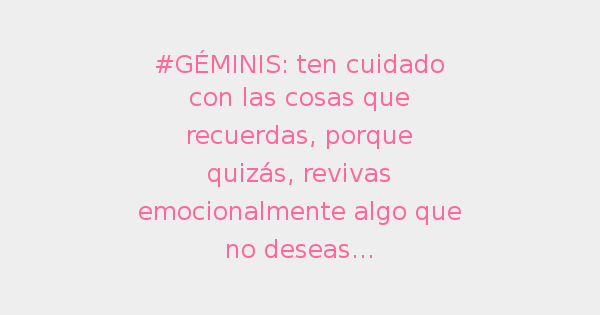 #GÉMINIS: ten cuidado
con las cosas que
recuerdas, porque
quizás, revivas
emocionalmente algo que
no deseas...